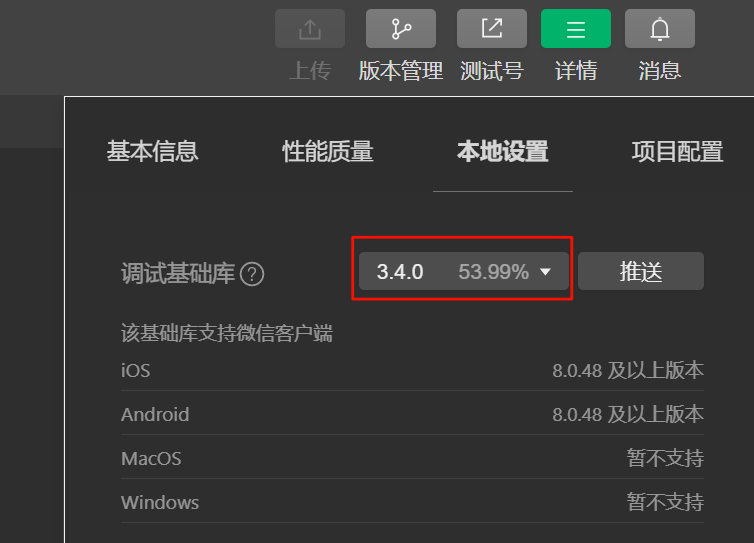 上传 版本管理 测试号 详情 消息
基本信息 性能质量 本地设置 项目配置
调试基础库 ? 3.4.0 53.99% 推送
该基础库支持微信客户端
iOS 8.0.48 及以上版本
Android 8.0.48 及以上版本
MacOS 暂不支持
Windows 暂不支持